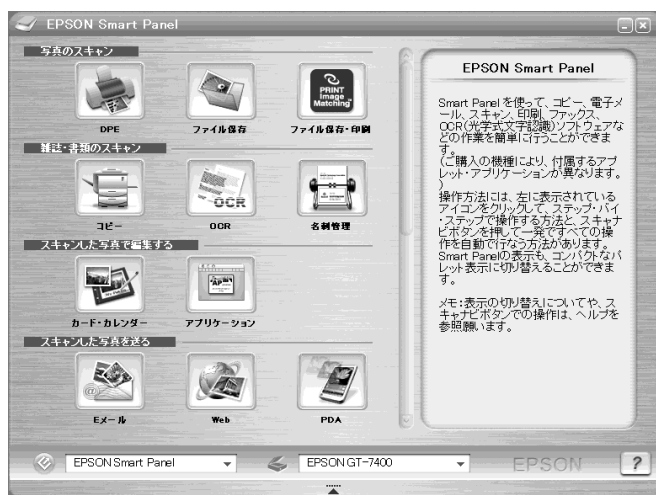 EPSON Smart Panel
写真のスキャン
DPE
ファイル保存
PRINT
Image
Matching
ファイル保存・印刷
雑誌・書類のスキャン
コピー
OCR
OCR
名刺管理
スキャンした写真で編集する
カード・カレンダー
アプリケーション
スキャンした写真を送る
Eメール
Web
PDA
EPSON Smart Panel
Smart Panel を使って、コピー、電子メ
ール、スキャン、印刷、ファックス、
OCR(光学式文字認識)ソフトウェアな
どの作業を簡単に行うことができま
す。
(ご購入の機種により、付属するアプ
レット・アプリケーションが異なります。
)
操作方法には、左に表示されている
アイコンをクリックして、ステップ・バイ
・ステップで操作する方法と、スキャナ
ビボタンを押して一発ですべての操
作を自動で行なう方法があります。
Smart Panelの表示も、コンパクトなパ
レット表示に切り替えることができま
す。
メモ：表示の切り替えについてや、ス
キャナビボタンでの操作は、ヘルプを
参照願います。
EPSON Smart Panel
EPSON GT-7400
EPSON
?